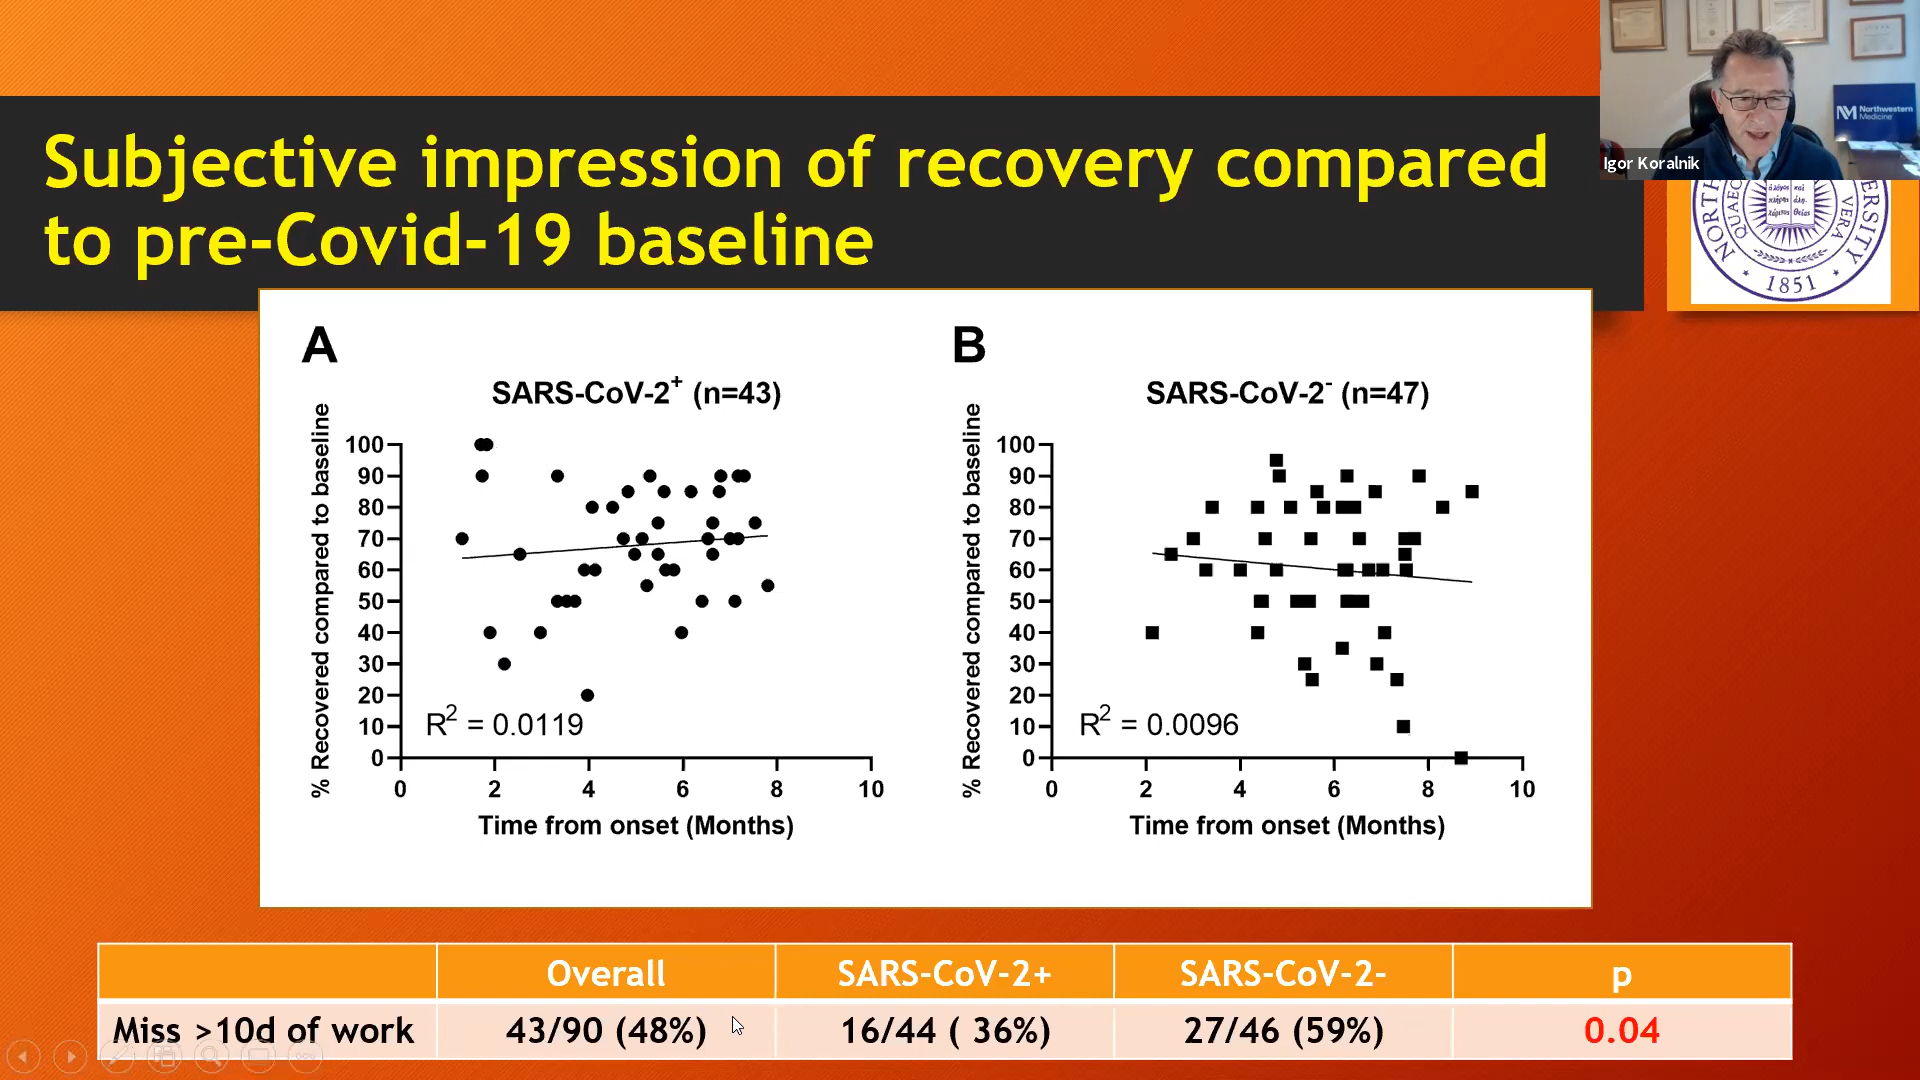 Subjective impression of recovery compared
to pre-Covid-19 baseline
Northwestern
Medicine
Igor Koralnik
1851
A
SARS-CoV-2+ (n=43)
% Recovered compared to baseline
100
90
80
70
60
50
40
30
20
10
0
R2 = 0.0119
0 2 4 6 8 10
Time from onset (Months)
B
SARS-CoV-2- (n=47)
% Recovered compared to baseline
100
90
80
70
60
50
40
30
20
10
0
R2 = 0.0096
0 2 4 6 8 10
Time from onset (Months)
Overall SARS-CoV-2+ SARS-CoV-2- p
Miss >10d of work 43/90 (48%) 16/44 ( 36%) 27/46 (59%) 0.04